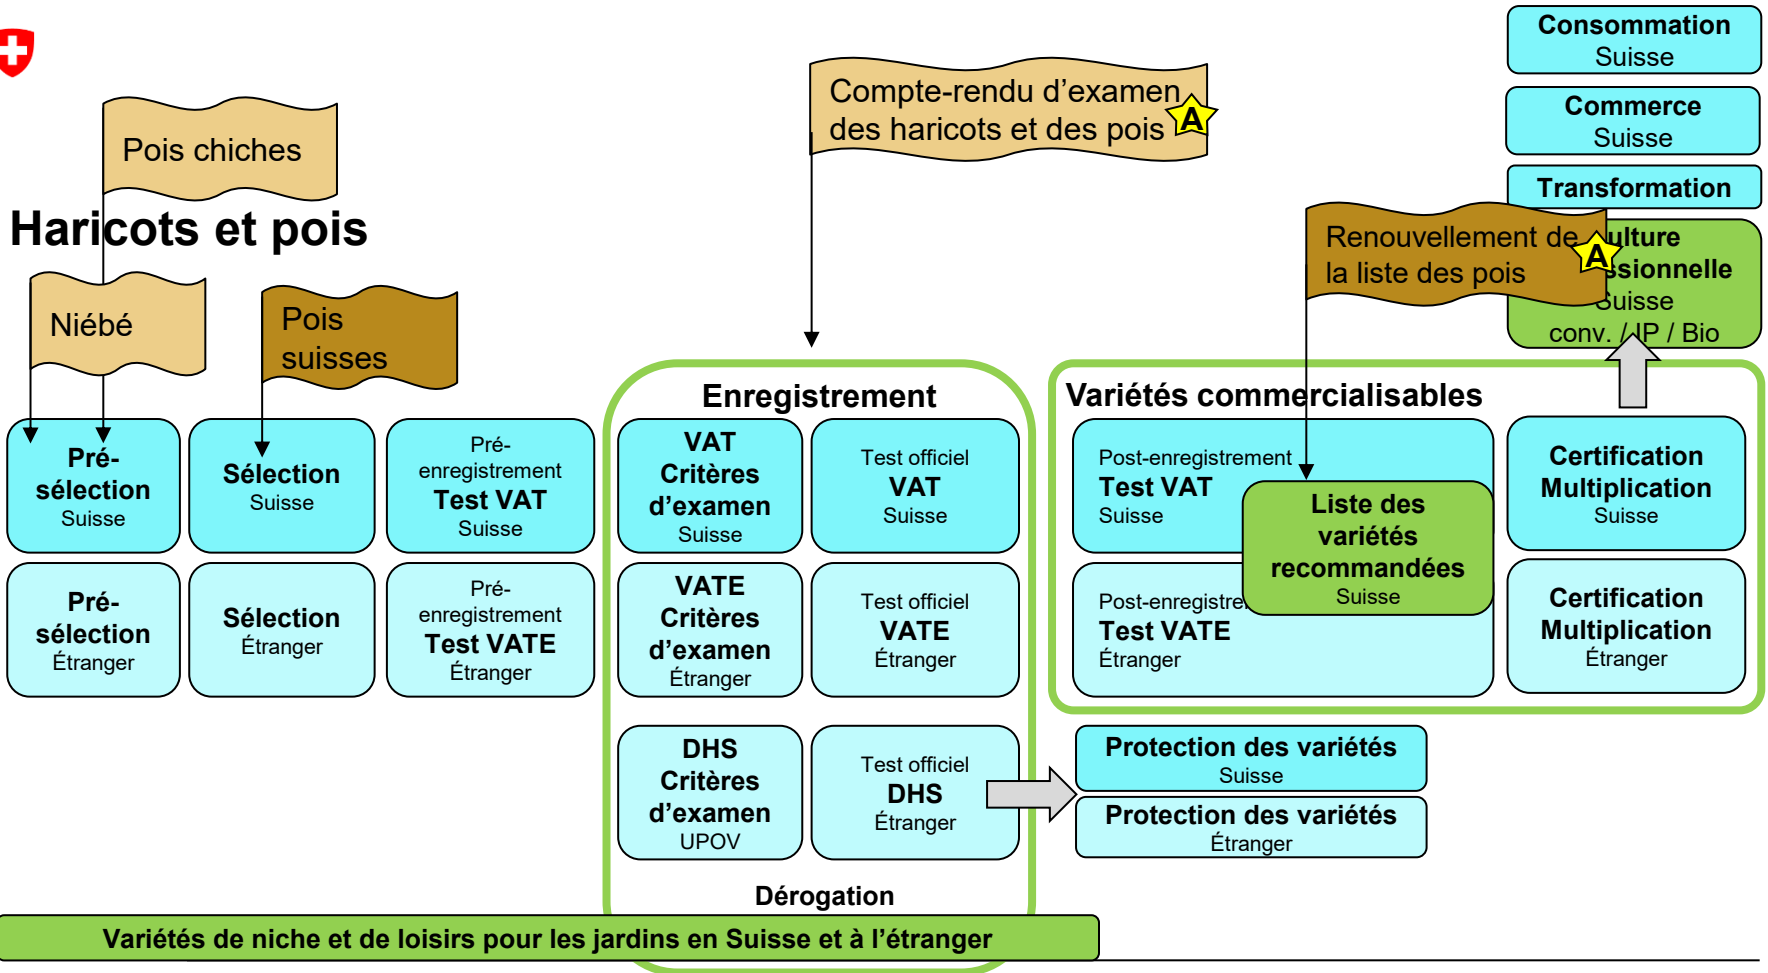 Consommation
Suisse
Commerce
Suisse
Transformation
Compte-rendu d'examen
des haricots et des pois
A
Pois chiches
Haricots et pois
Renouvellement de
la liste des pois
A
ulture
ssionnelle
Suisse
conv. / IP / Bio
Niébé
Pois
suisses
Enregistrement
Variétés commercialisables
Pré-
sélection
Suisse
Sélection
Suisse
Pré-
enregistrement
Test VAT
Suisse
VAT
Critères
d'examen
Suisse
Test officiel
VAT
Suisse
Post-enregistrement
Test VAT
Suisse
Liste des
variétés
recommandées
Suisse
Certification
Multiplication
Suisse
Pré-
sélection
Étranger
Sélection
Étranger
Pré-
enregistrement
Test VATE
Étranger
VATE
Critères
d'examen
Étranger
Test officiel
VATE
Étranger
Post-enregistre
Test VATE
Étranger
Certification
Multiplication
Étranger
DHS
Critères
d'examen
UPOV
Test officiel
DHS
Étranger
Protection des variétés
Suisse
Protection des variétés
Étranger
Dérogation
Variétés de niche et de loisirs pour les jardins en Suisse et à l'étranger